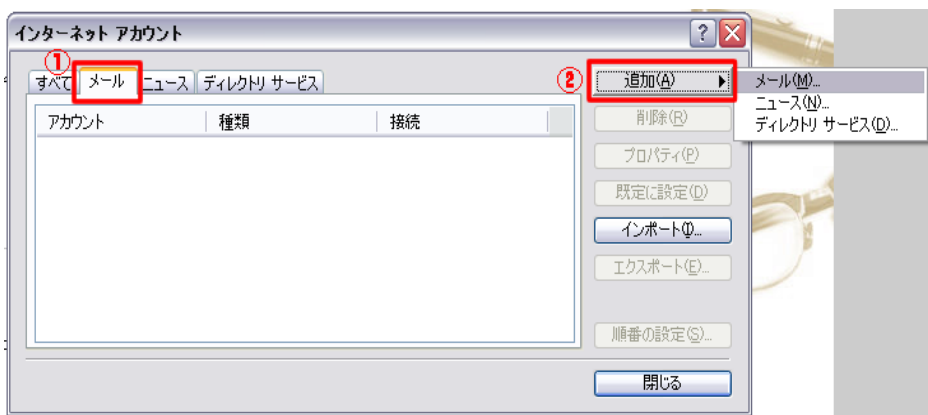 インターネット アカウント
①
②
すべて メール ニュース ディレクトリ サービス
追加(A)
メール(M)...
ニュース(N)...
ディレクトリ サービス(D)...
アカウント 種類 接続
削除(R)
プロパティ(P)
既定に設定(D)
インポート(I)...
エクスポート(E)...
順番の設定(S)...
閉じる